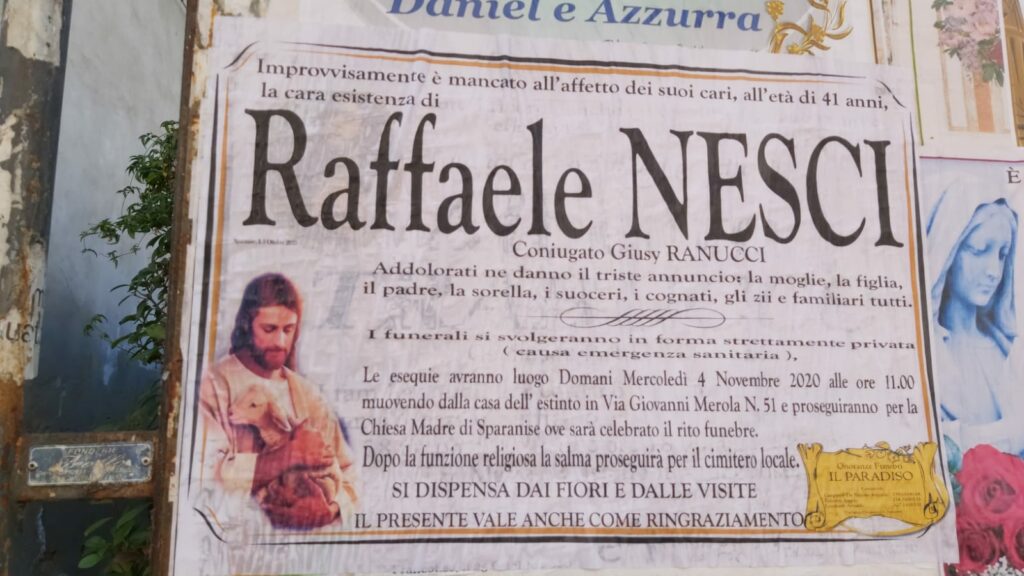 Daniel e Azzurra
Improvvisamente è mancato all'affetto dei suoi cari, all'età di 41 anni,
la cara esistenza di
Raffaele NESCI
Coniugato Giusy RANUCCI
Addolorati ne danno il triste annuncio: la moglie, la figlia,
il padre, la sorella, i suoceri, i cognati, gli zii e familiari tutti.
I funerali si svolgeranno in forma strettamente privata
( causa emergenza sanitaria ).
Le esequie avranno luogo Domani Mercoledì 4 Novembre 2020 alle ore 11.00
muovendo dalla casa dell' estinto in Via Giovanni Merola N. 51 e proseguiranno per la
Chiesa Madre di Sparanise ove sarà celebrato il rito funebre.
Dopo la funzione religiosa la salma proseguirà per il cimitero locale.
SI DISPENSA DAI FIORI E DALLE VISITE
IL PRESENTE VALE ANCHE COME RINGRAZIAMENTO
Onoranze Funebri
IL PARADISO
È